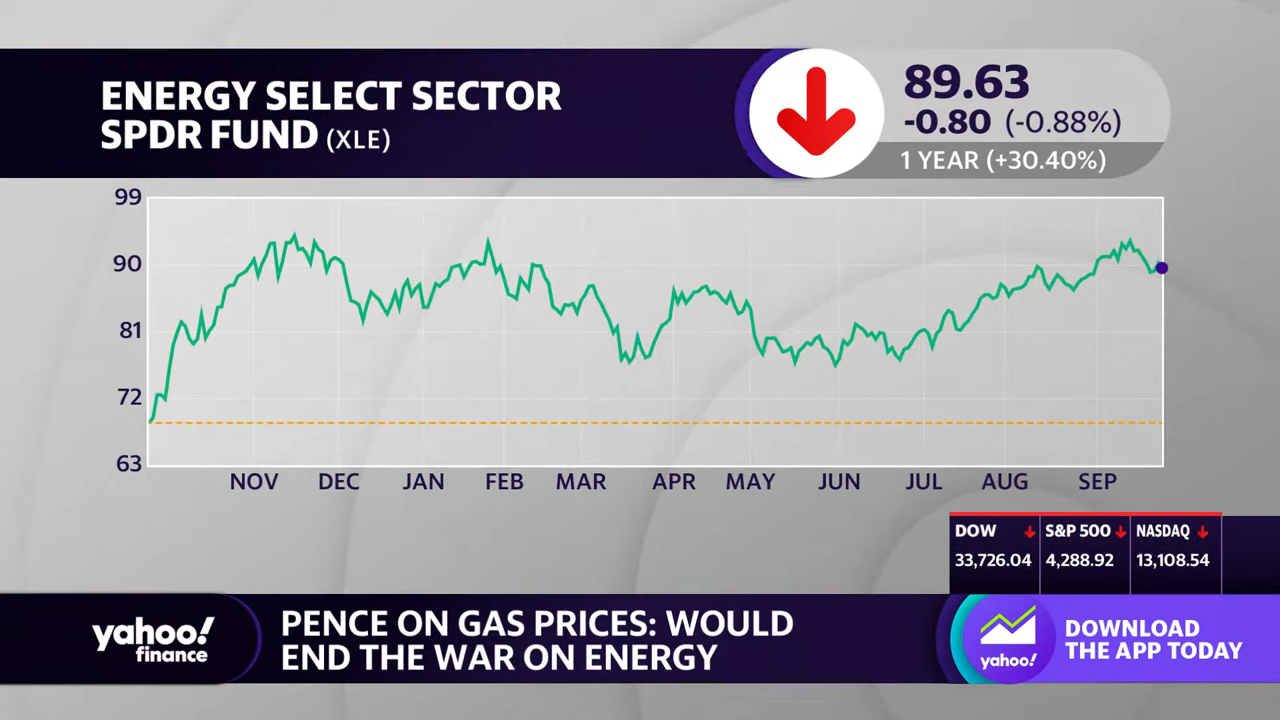 ENERGY SELECT SECTOR
SPDR FUND (XLE)
89.63
-0.80 (-0.88%)
1 YEAR (+30.40%)
99
90
81
72
63
NOV DEC JAN FEB MAR APR MAY JUN JUL AUG SEP
DOW S&P 500 NASDAQ
33,726.04 4,288.92 13,108.54
yahoo!
finance
PENCE ON GAS PRICES: WOULD
END THE WAR ON ENERGY
yahoo!
DOWNLOAD
THE APP TODAY